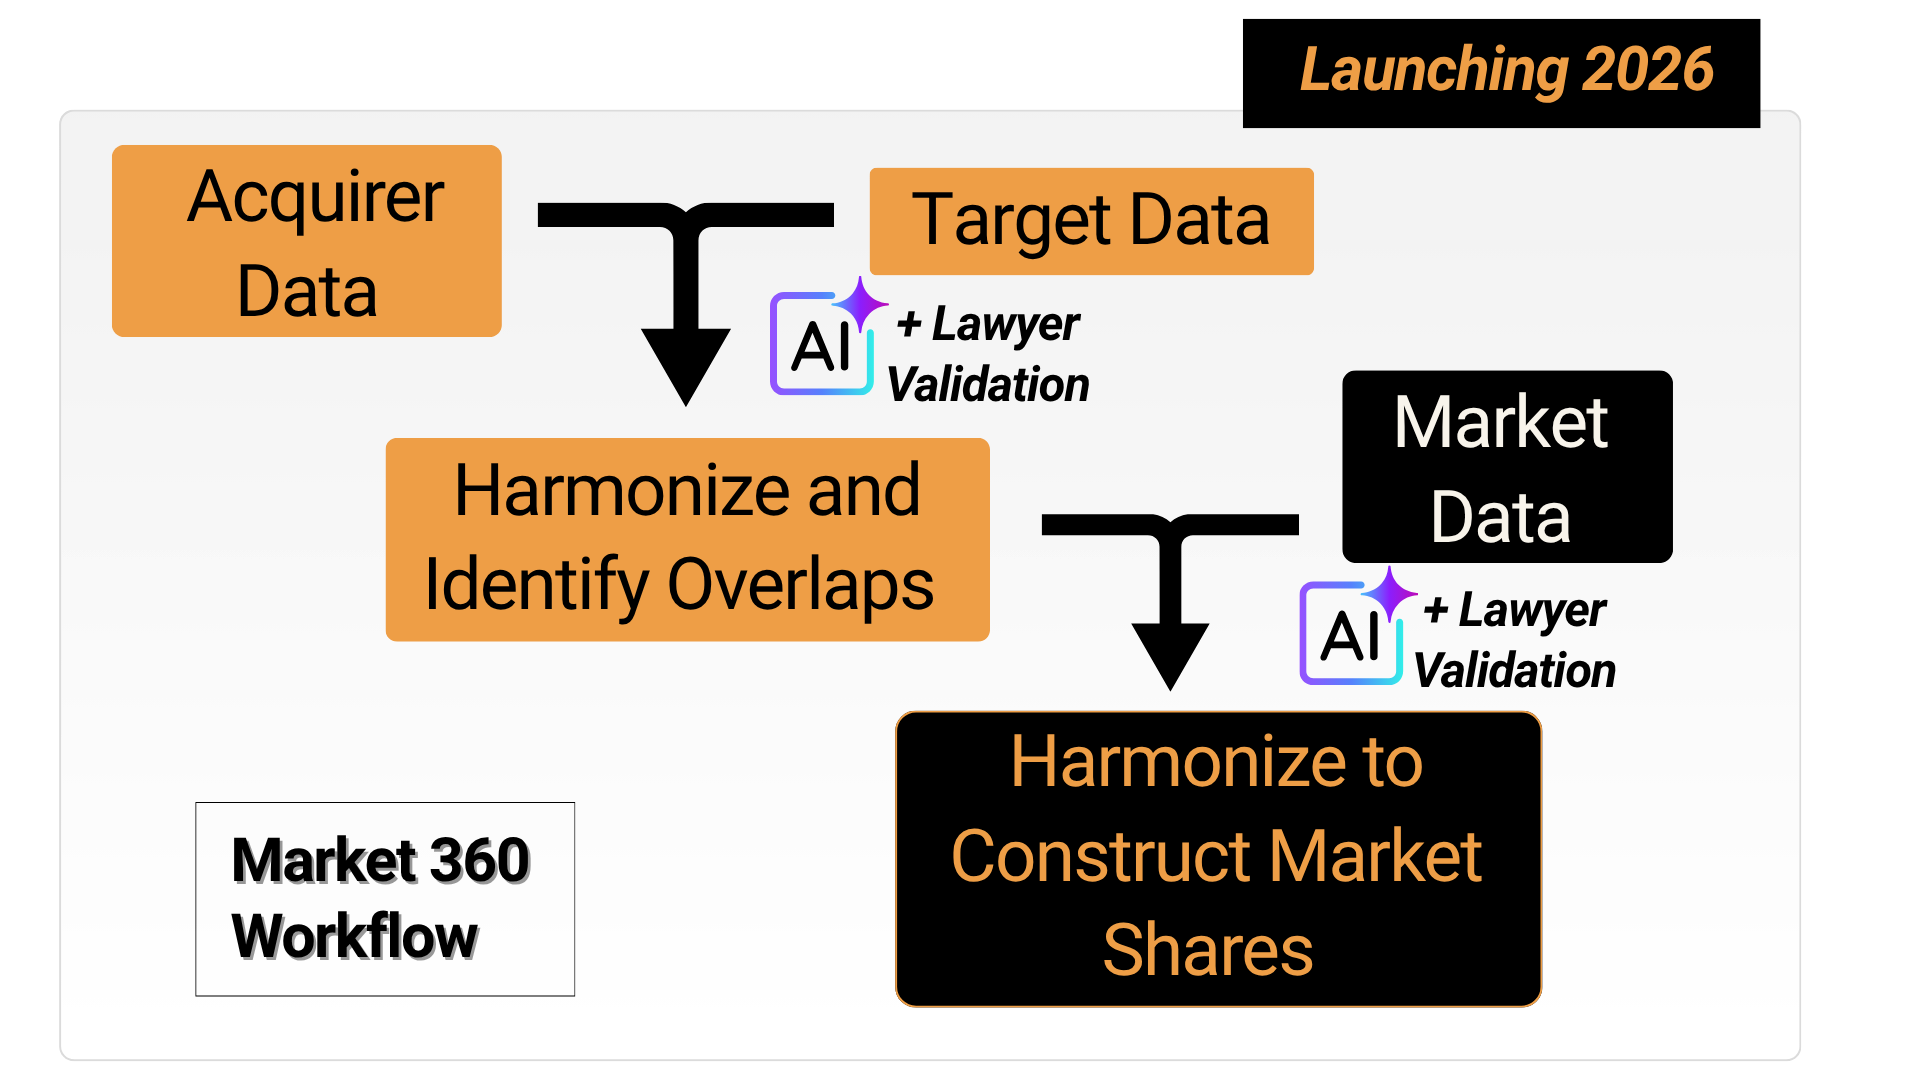 Launching 2026
Acquirer
Data
Target Data
AI
+ Lawyer
Validation
Harmonize and
Identify Overlaps
Market
Data
AI
+ Lawyer
Validation
Harmonize to
Construct Market
Shares
Market 360
Workflow